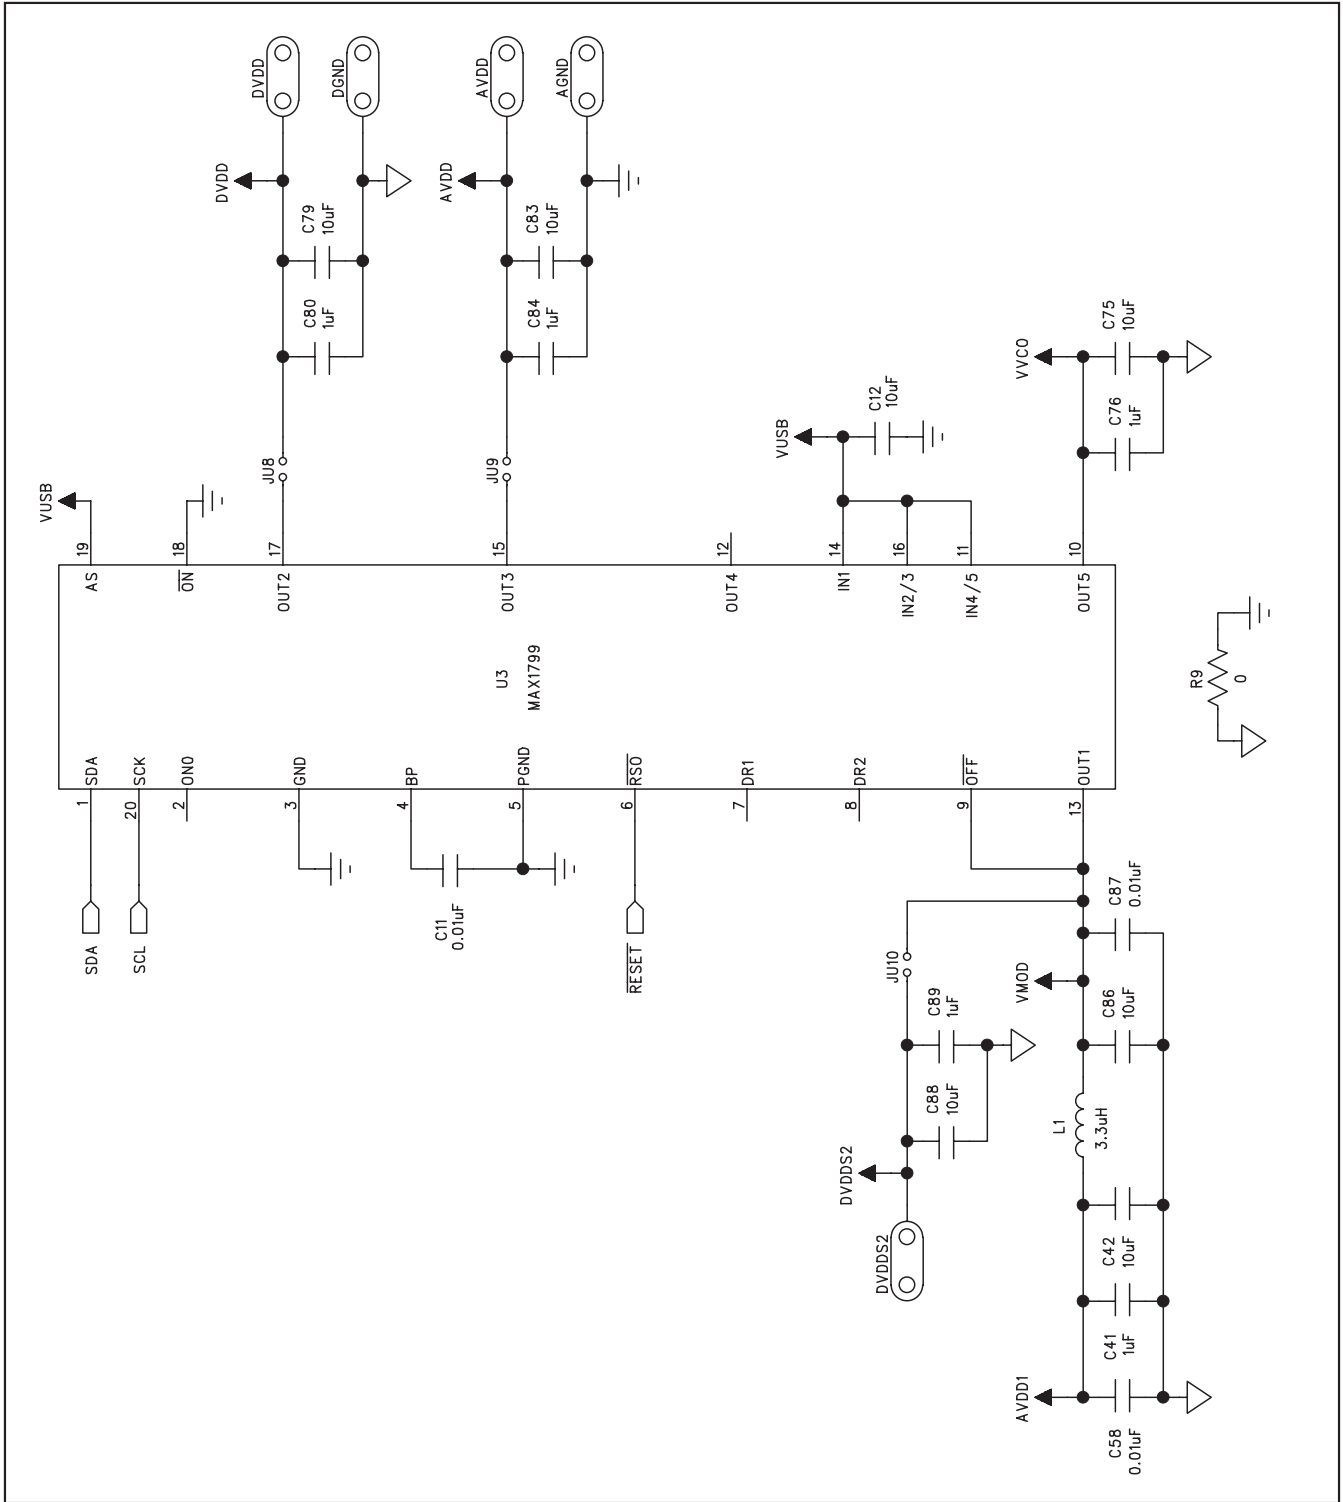 DVDD
DGND
AVDD
AGND
DVDD
AVDD
C79
10uF
C83
10uF
C80
1uF
C84
1uF
C75
10uF
VVCO
C12
10uF
C76
1uF
VUSB
JU8
JU9
VUSB
19
18
17
15
12
14
16
11
10
AS
ON
OUT2
OUT3
OUT4
IN1
IN2/3
IN4/5
OUT5
U3
MAX1799
R9
0
SDA
SCK
ONO
GND
BP
PGND
RSO
DR1
DR2
OFF
OUT1
1
20
2
3
4
5
6
7
8
9
13
C11
0.01uF
C87
0.01uF
SDA
SCL
RESET
JU10
C89
1uF
VMOD
C86
10uF
C88
10uF
L1
3.3uH
DVDDS2
DVDDS2
C42
10uF
C41
1uF
AVDD1
C58
0.01uF